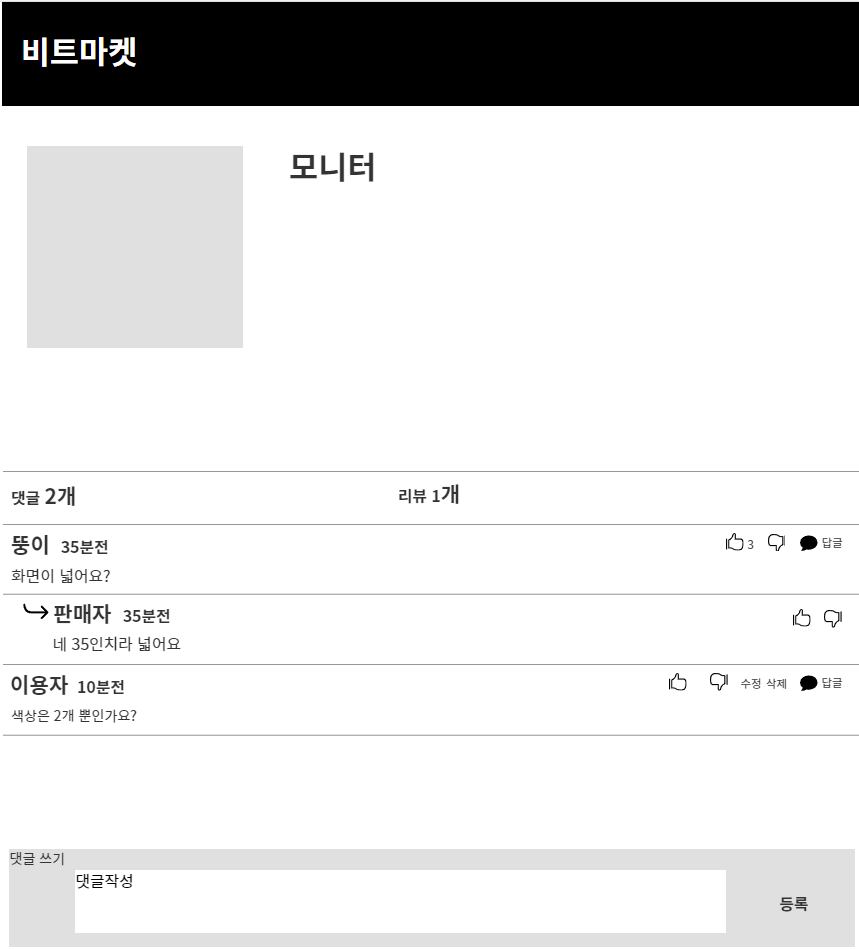 비트마켓
모니터
댓글 2개 리뷰 1개
뚱이 35분전 3 답글
화면이 넓어요?
판매자 35분전
네 35인치라 넓어요
이용자 10분전 수정 삭제 답글
색상은 2개 뿐인가요?
댓글 쓰기
댓글작성
등록